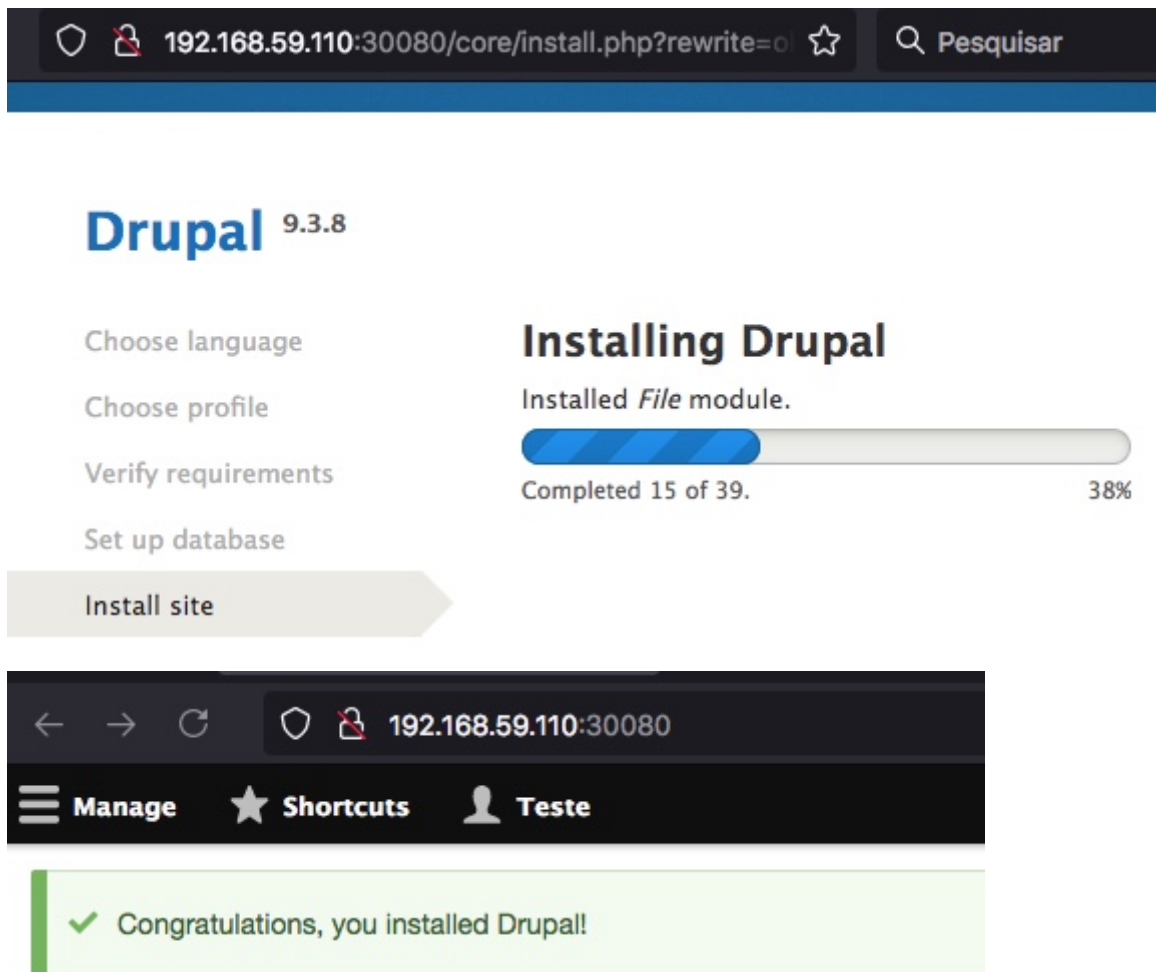 192.168.59.110:30080/core/install.php?rewrite=o
Pesquisar
Drupal 9.3.8
Choose language
Choose profile
Verify requirements
Set up database
Install site
Installing Drupal
Installed File module.
Completed 15 of 39.
38%
192.168.59.110:30080
Manage
Shortcuts
Teste
Congratulations, you installed Drupal!